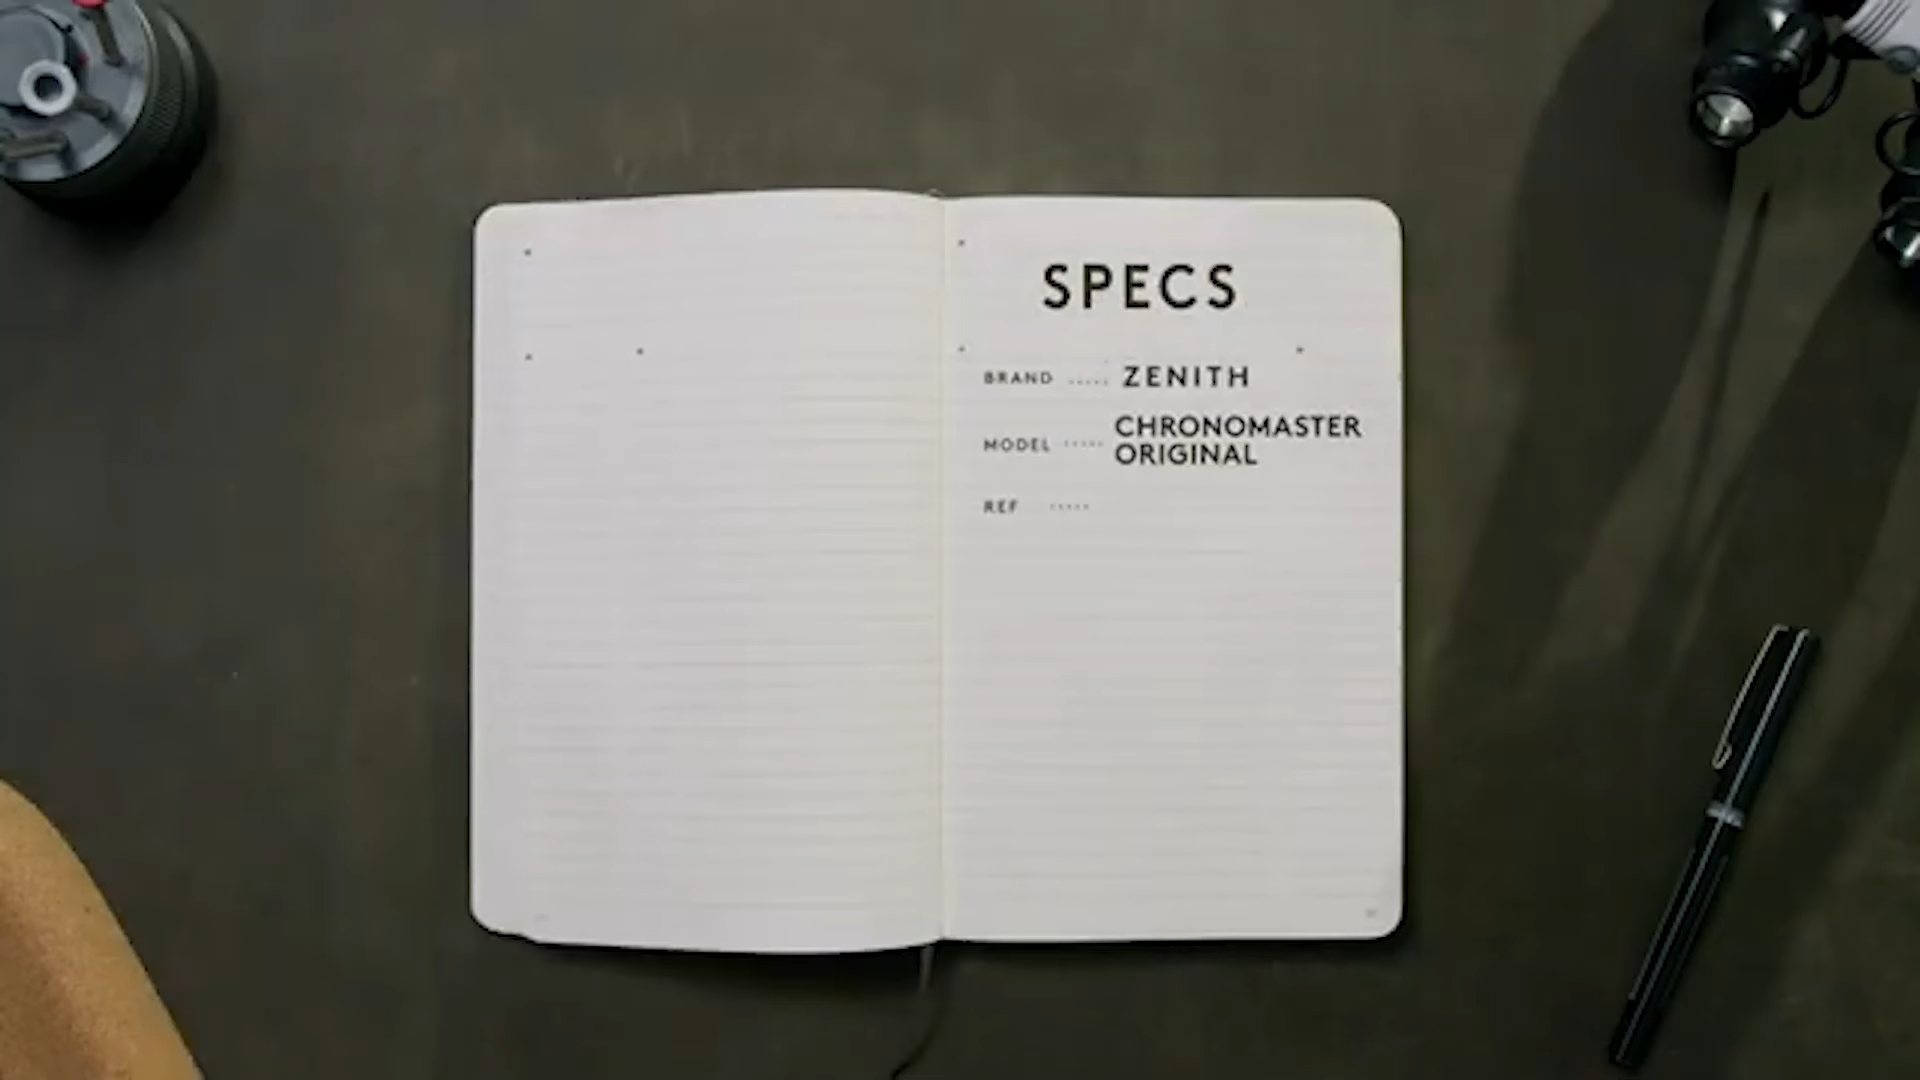 SPECS
BRAND ..... ZENITH
MODEL ..... CHRONOMASTER
ORIGINAL
REF .....